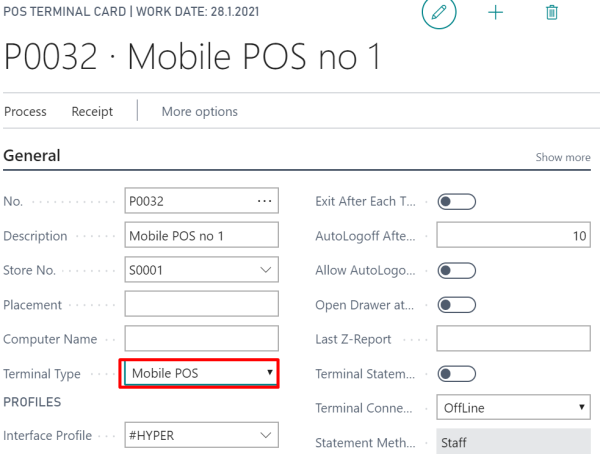 POS TERMINAL CARD | WORK DATE: 28.1.2021
P0032 · Mobile POS no 1
Process Receipt More options
General Show more
No. P0032 ... Exit After Each T...
Description Mobile POS no 1 AutoLogoff Afte... 10
Store No. S0001 Allow AutoLogo...
Placement Open Drawer at...
Computer Name Last Z-Report
Terminal Type Mobile POS Terminal Statem...
PROFILES Terminal Conne... OffLine
Interface Profile #HYPER Statement Meth... Staff